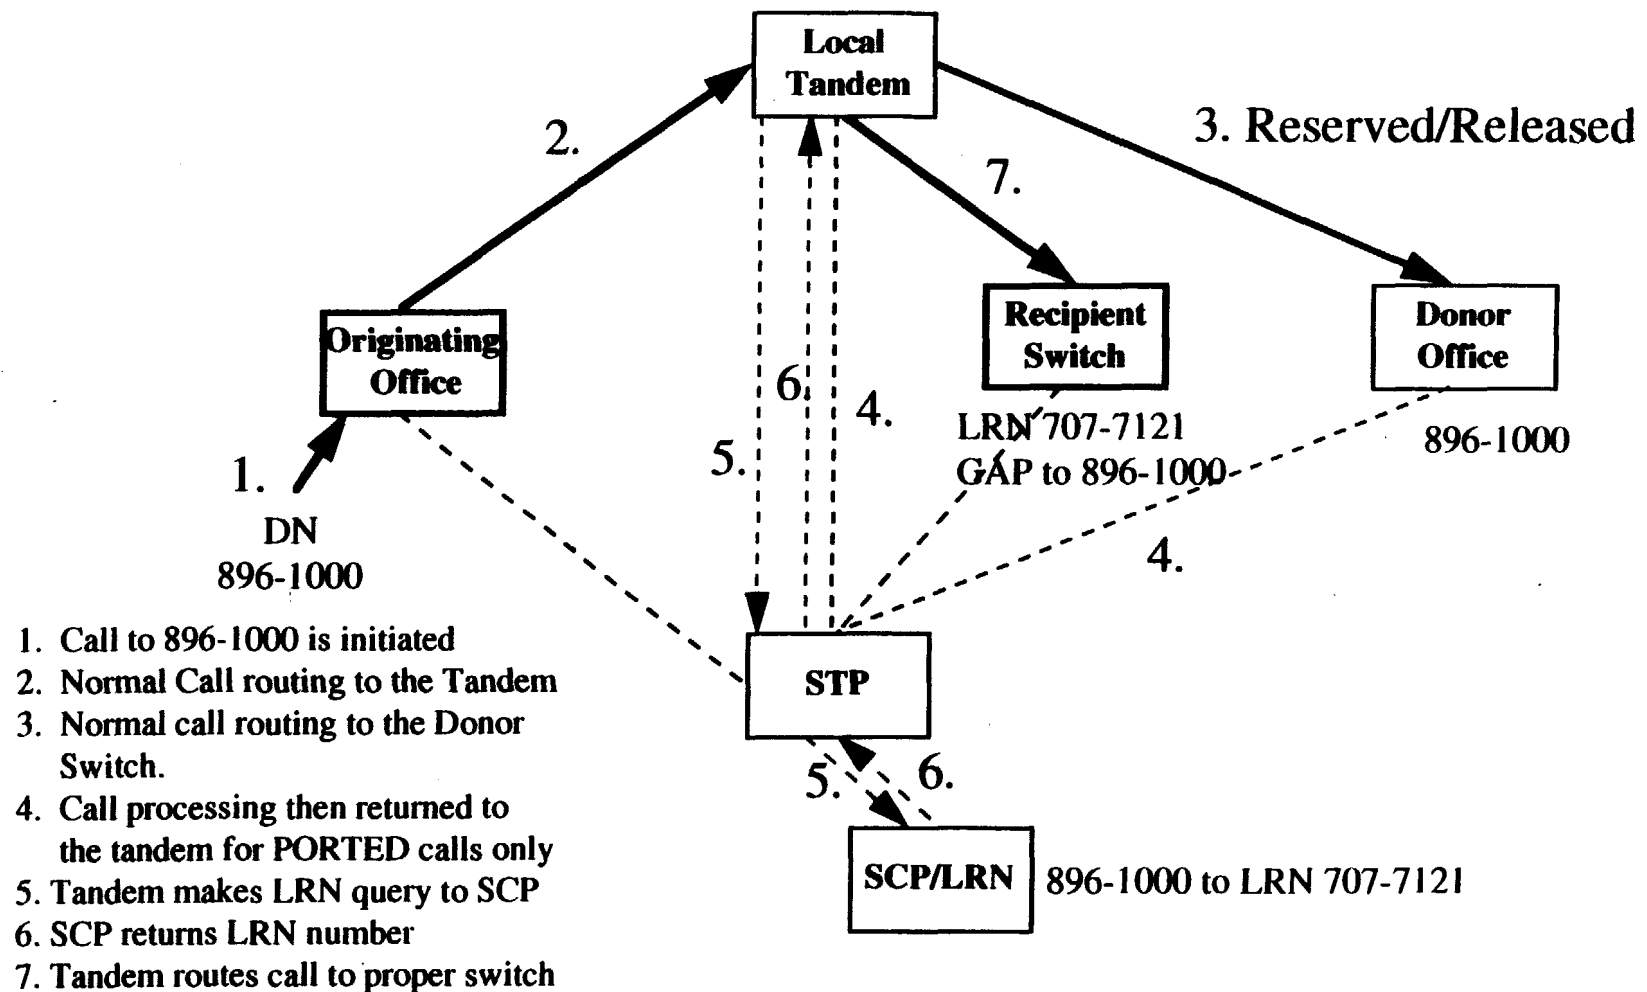 Local
Tandem
2.
3. Reserved/Released
7.
Originating
Office
Recipient
Switch
Donor
Office
6.
4.
5.
LRN 707-7121
GAP to 896-1000
896-1000
1.
DN
896-1000
4.
STP
5.
6.
SCP/LRN
896-1000 to LRN 707-7121
1. Call to 896-1000 is initiated
2. Normal Call routing to the Tandem
3. Normal call routing to the Donor
Switch.
4. Call processing then returned to
the tandem for PORTED calls only
5. Tandem makes LRN query to SCP
6. SCP returns LRN number
7. Tandem routes call to proper switch